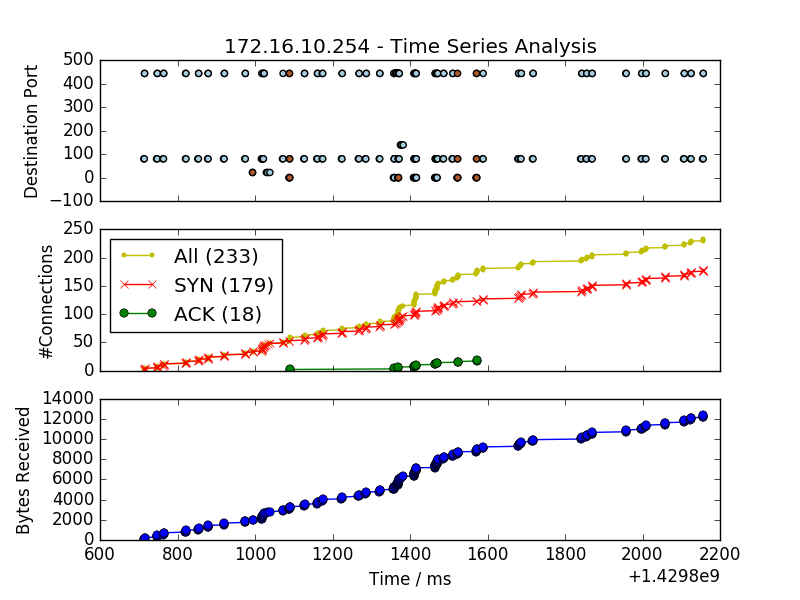 172.16.10.254 - Time Series Analysis
500
400
300
200
100
0
-100
Destination Port
250
200
150
100
50
0
#Connections
All (233)
SYN (179)
ACK (18)
14000
12000
10000
8000
6000
4000
2000
0
Bytes Received
600 800 1000 1200 1400 1600 1800 2000 2200
Time / ms
+1.4298e9